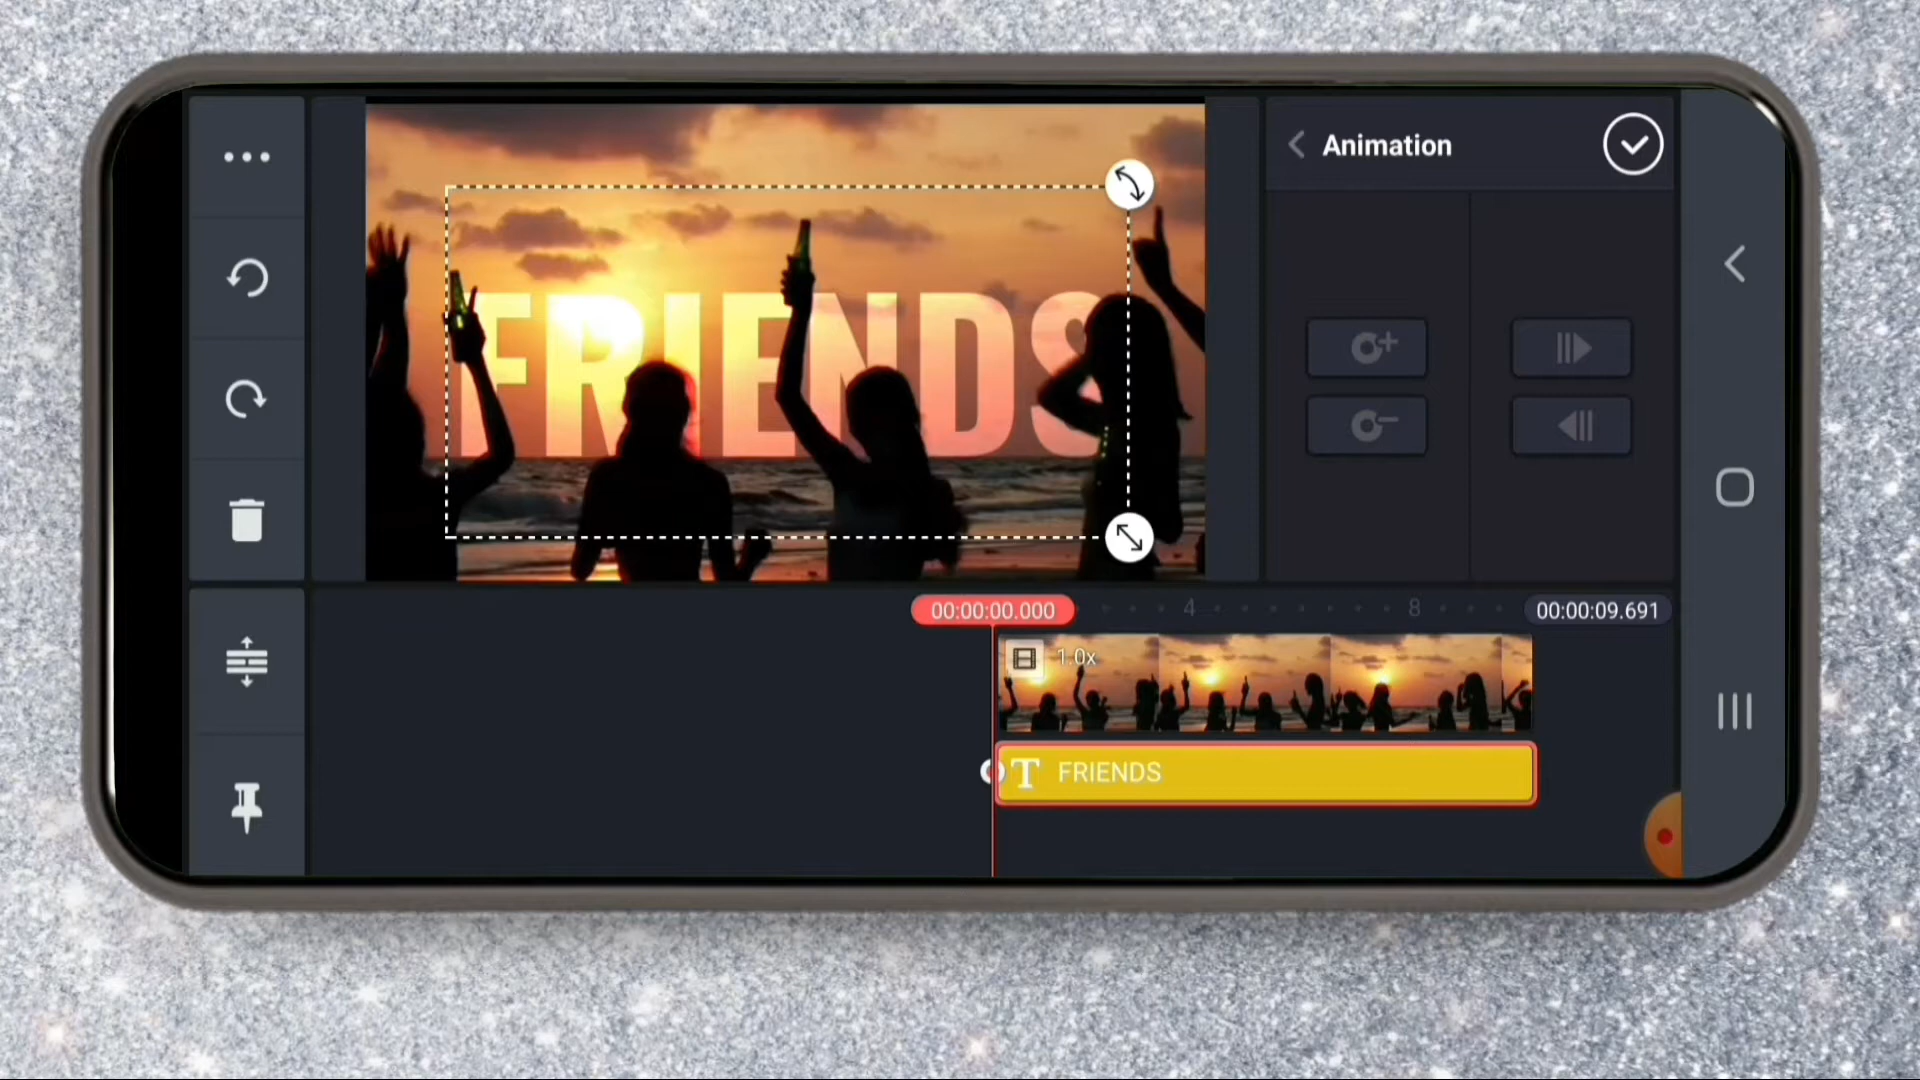 Animation
FRIENDS
00:00:00.000
4
8
00:00:09.691
1.0x
T FRIENDS